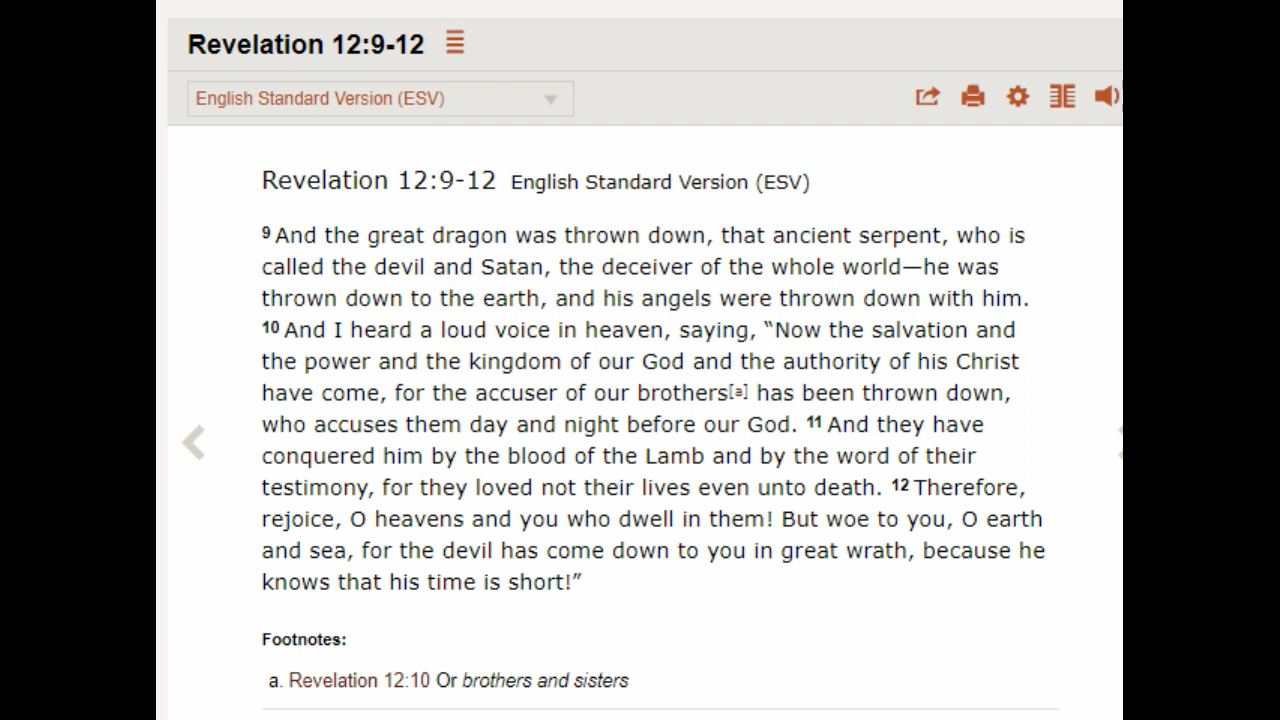 Revelation 12:9-12
English Standard Version (ESV)
Revelation 12:9-12 English Standard Version (ESV)
9 And the great dragon was thrown down, that ancient serpent, who is
called the devil and Satan, the deceiver of the whole world—he was
thrown down to the earth, and his angels were thrown down with him.
10 And I heard a loud voice in heaven, saying, “Now the salvation and
the power and the kingdom of our God and the authority of his Christ
have come, for the accuser of our brothers[a] has been thrown down,
who accuses them day and night before our God. 11 And they have
conquered him by the blood of the Lamb and by the word of their
testimony, for they loved not their lives even unto death. 12 Therefore,
rejoice, O heavens and you who dwell in them! But woe to you, O earth
and sea, for the devil has come down to you in great wrath, because he
knows that his time is short!”
Footnotes:
a. Revelation 12:10 Or brothers and sisters